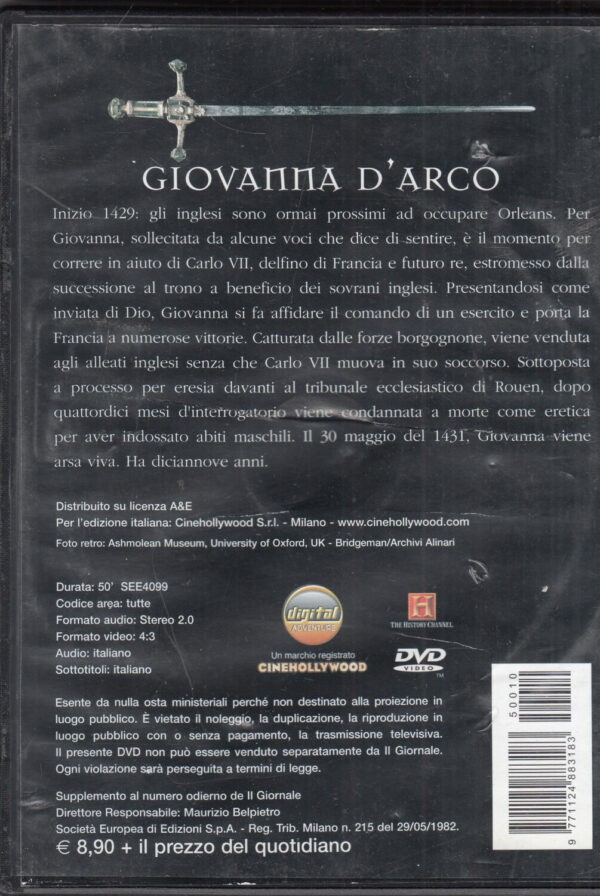 GIOVANNA D'ARCO
Inizio 1429: gli inglesi sono ormai prossimi ad occupare Orleans. Per
Giovanna, sollecitata da alcune voci che dice di sentire, è il momento per
correre in aiuto di Carlo VII, delfino di Francia e futuro re, estromesso dalla
successione al trono a beneficio dei sovrani inglesi. Presentandosi come
inviata di Dio, Giovanna si fa affidare il comando di un esercito e porta la
Francia a numerose vittorie. Catturata dalle forze borgognone, viene venduta
agli alleati inglesi senza che Carlo VII muova in suo soccorso. Sottoposta
a processo per eresia davanti al tribunale ecclesiastico di Rouen, dopo
quattordici mesi d'interrogatorio viene condannata a morte come eretica
per aver indossato abiti maschili. Il 30 maggio del 1431, Giovanna viene
arsa viva. Ha diciannove anni.
Distribuito su licenza A&E
Per l'edizione italiana: Cinehollywood S.r.l. - Milano - www.cinehollywood.com
Foto retro: Ashmolean Museum, University of Oxford, UK - Bridgeman/Archivi Alinari
Durata: 50' SEE4099
Codice area: tutte
Formato audio: Stereo 2.0
Formato video: 4:3
Audio: italiano
Sottotitoli: italiano
digital
ADVENTURE
Un marchio registrato
CINEHOLLYWOOD
H
THE HISTORY CHANNEL
DVD
VIDEO
TM
Esente da nulla osta ministeriali perché non destinato alla proiezione in
luogo pubblico. È vietato il noleggio, la duplicazione, la riproduzione in
luogo pubblico con o senza pagamento, la trasmissione televisiva.
Il presente DVD non può essere venduto separatamente da Il Giornale.
Ogni violazione sarà perseguita a termini di legge.
Supplemento al numero odierno de Il Giornale
Direttore Responsabile: Maurizio Belpietro
Società Europea di Edizioni S.p.A. - Reg. Trib. Milano n. 215 del 29/05/1982.
€ 8,90 + il prezzo del quotidiano
50010
9 771124 883183